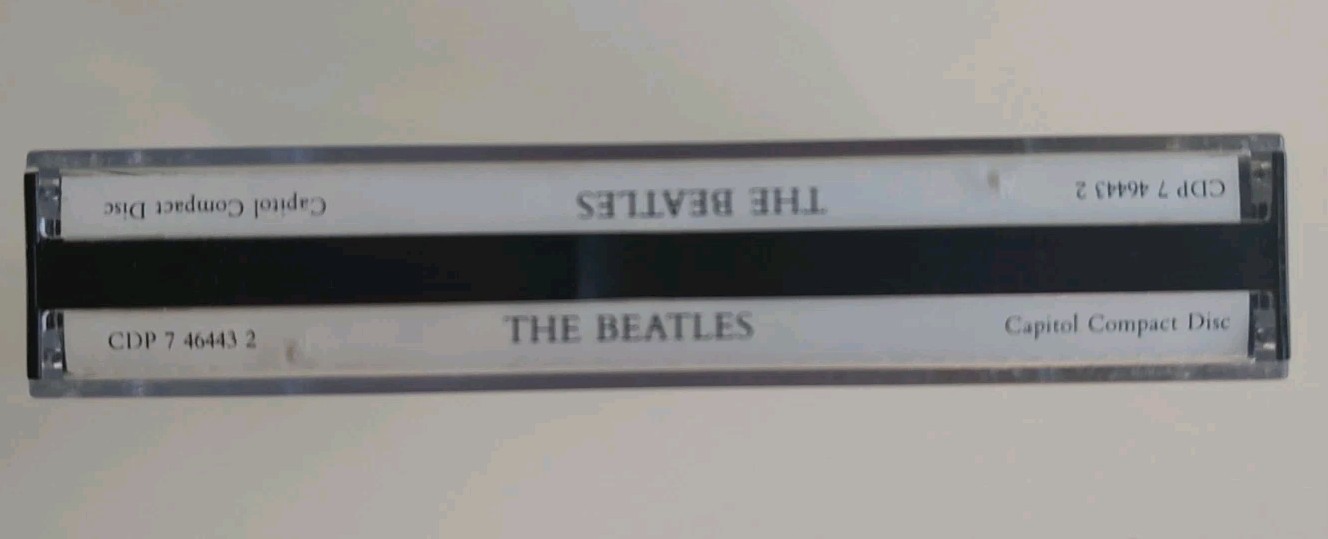 Capitol Compact Disc THE BEATLES CDP 7 46443 2
CDP 7 46443 2 THE BEATLES Capitol Compact Disc